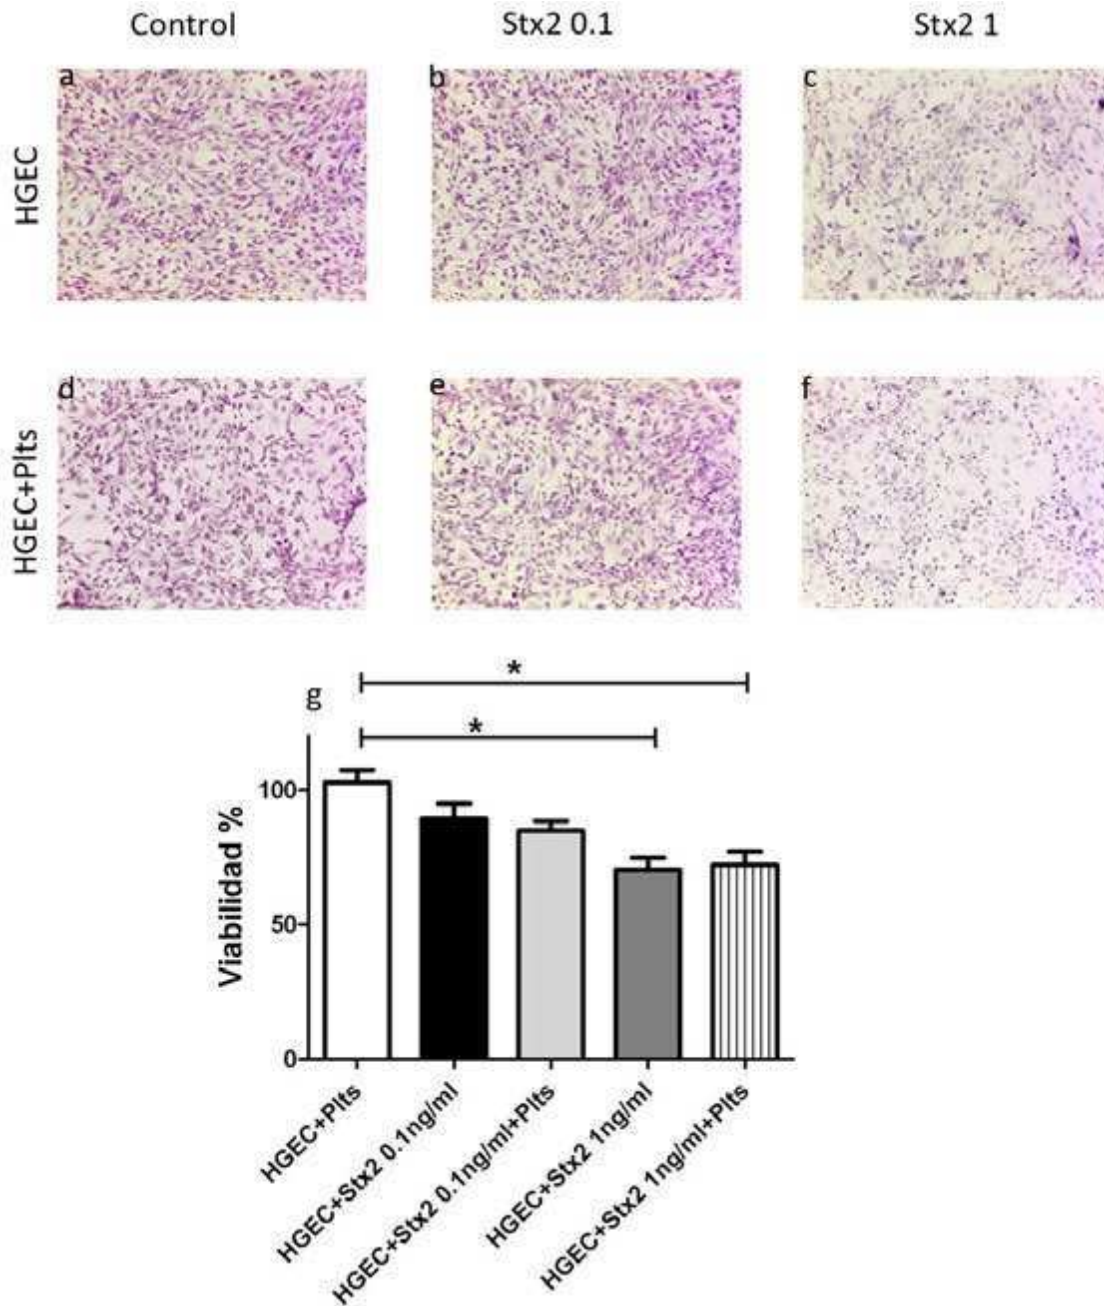 Control Stx2 0.1 Stx2 1
HGEC
a b c
HGEC+Plts
d e f
*
g
*
Viabilidad %
100
50
0
HGEC+Plts
HGEC+Stx2 0.1ng/ml
HGEC+Stx2 0.1ng/ml+Plts
HGEC+Stx2 1ng/ml
HGEC+Stx2 1ng/ml+Plts